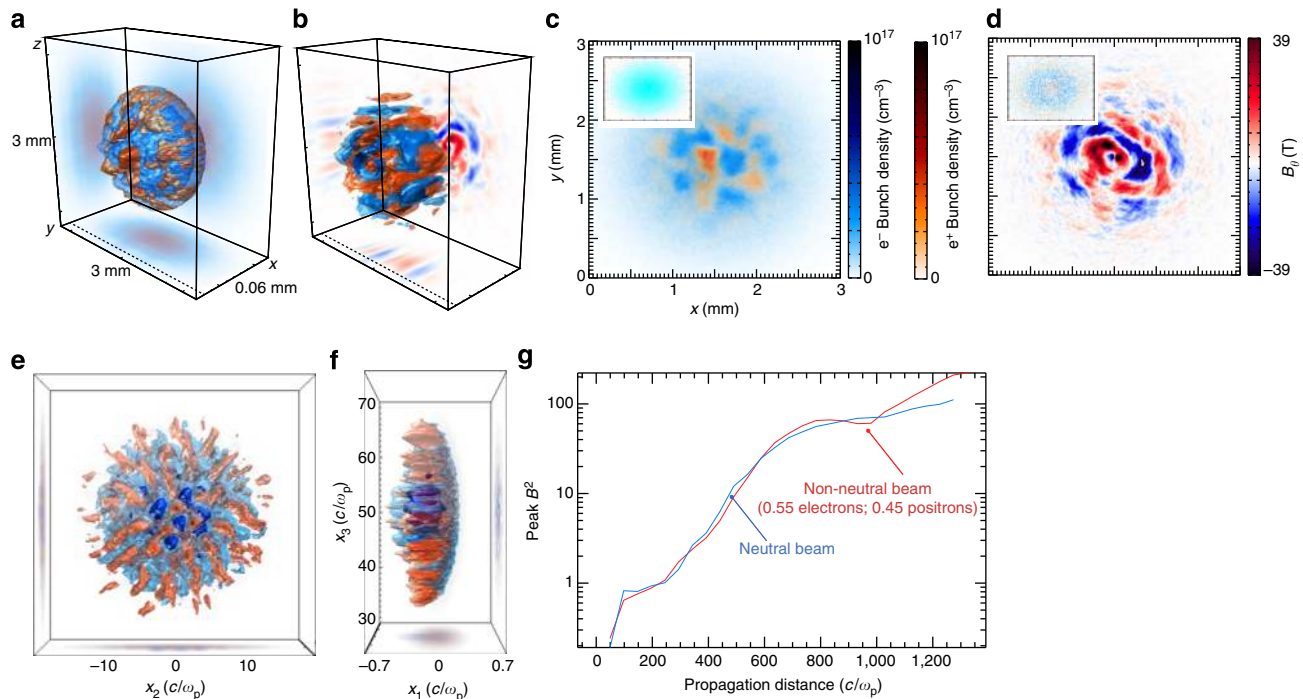 a
z
3 mm
y
3 mm
x
0.06 mm
b
c
3
2
1
0
y (mm)
0
1
2
3
x (mm)
10^17
e⁻ Bunch density (cm⁻³)
0
10^17
e⁺ Bunch density (cm⁻³)
0
d
39
B_θ (T)
−39
e
−10
0
10
x₂ (c/ω_p)
f
70
60
50
40
30
x₃ (c/ω_p)
−0.7
0
0.7
x₁ (c/ω_p)
g
100
10
1
Peak B²
Non-neutral beam
(0.55 electrons; 0.45 positrons)
Neutral beam
0
200
400
600
800
1,000
1,200
Propagation distance (c/ω_p)